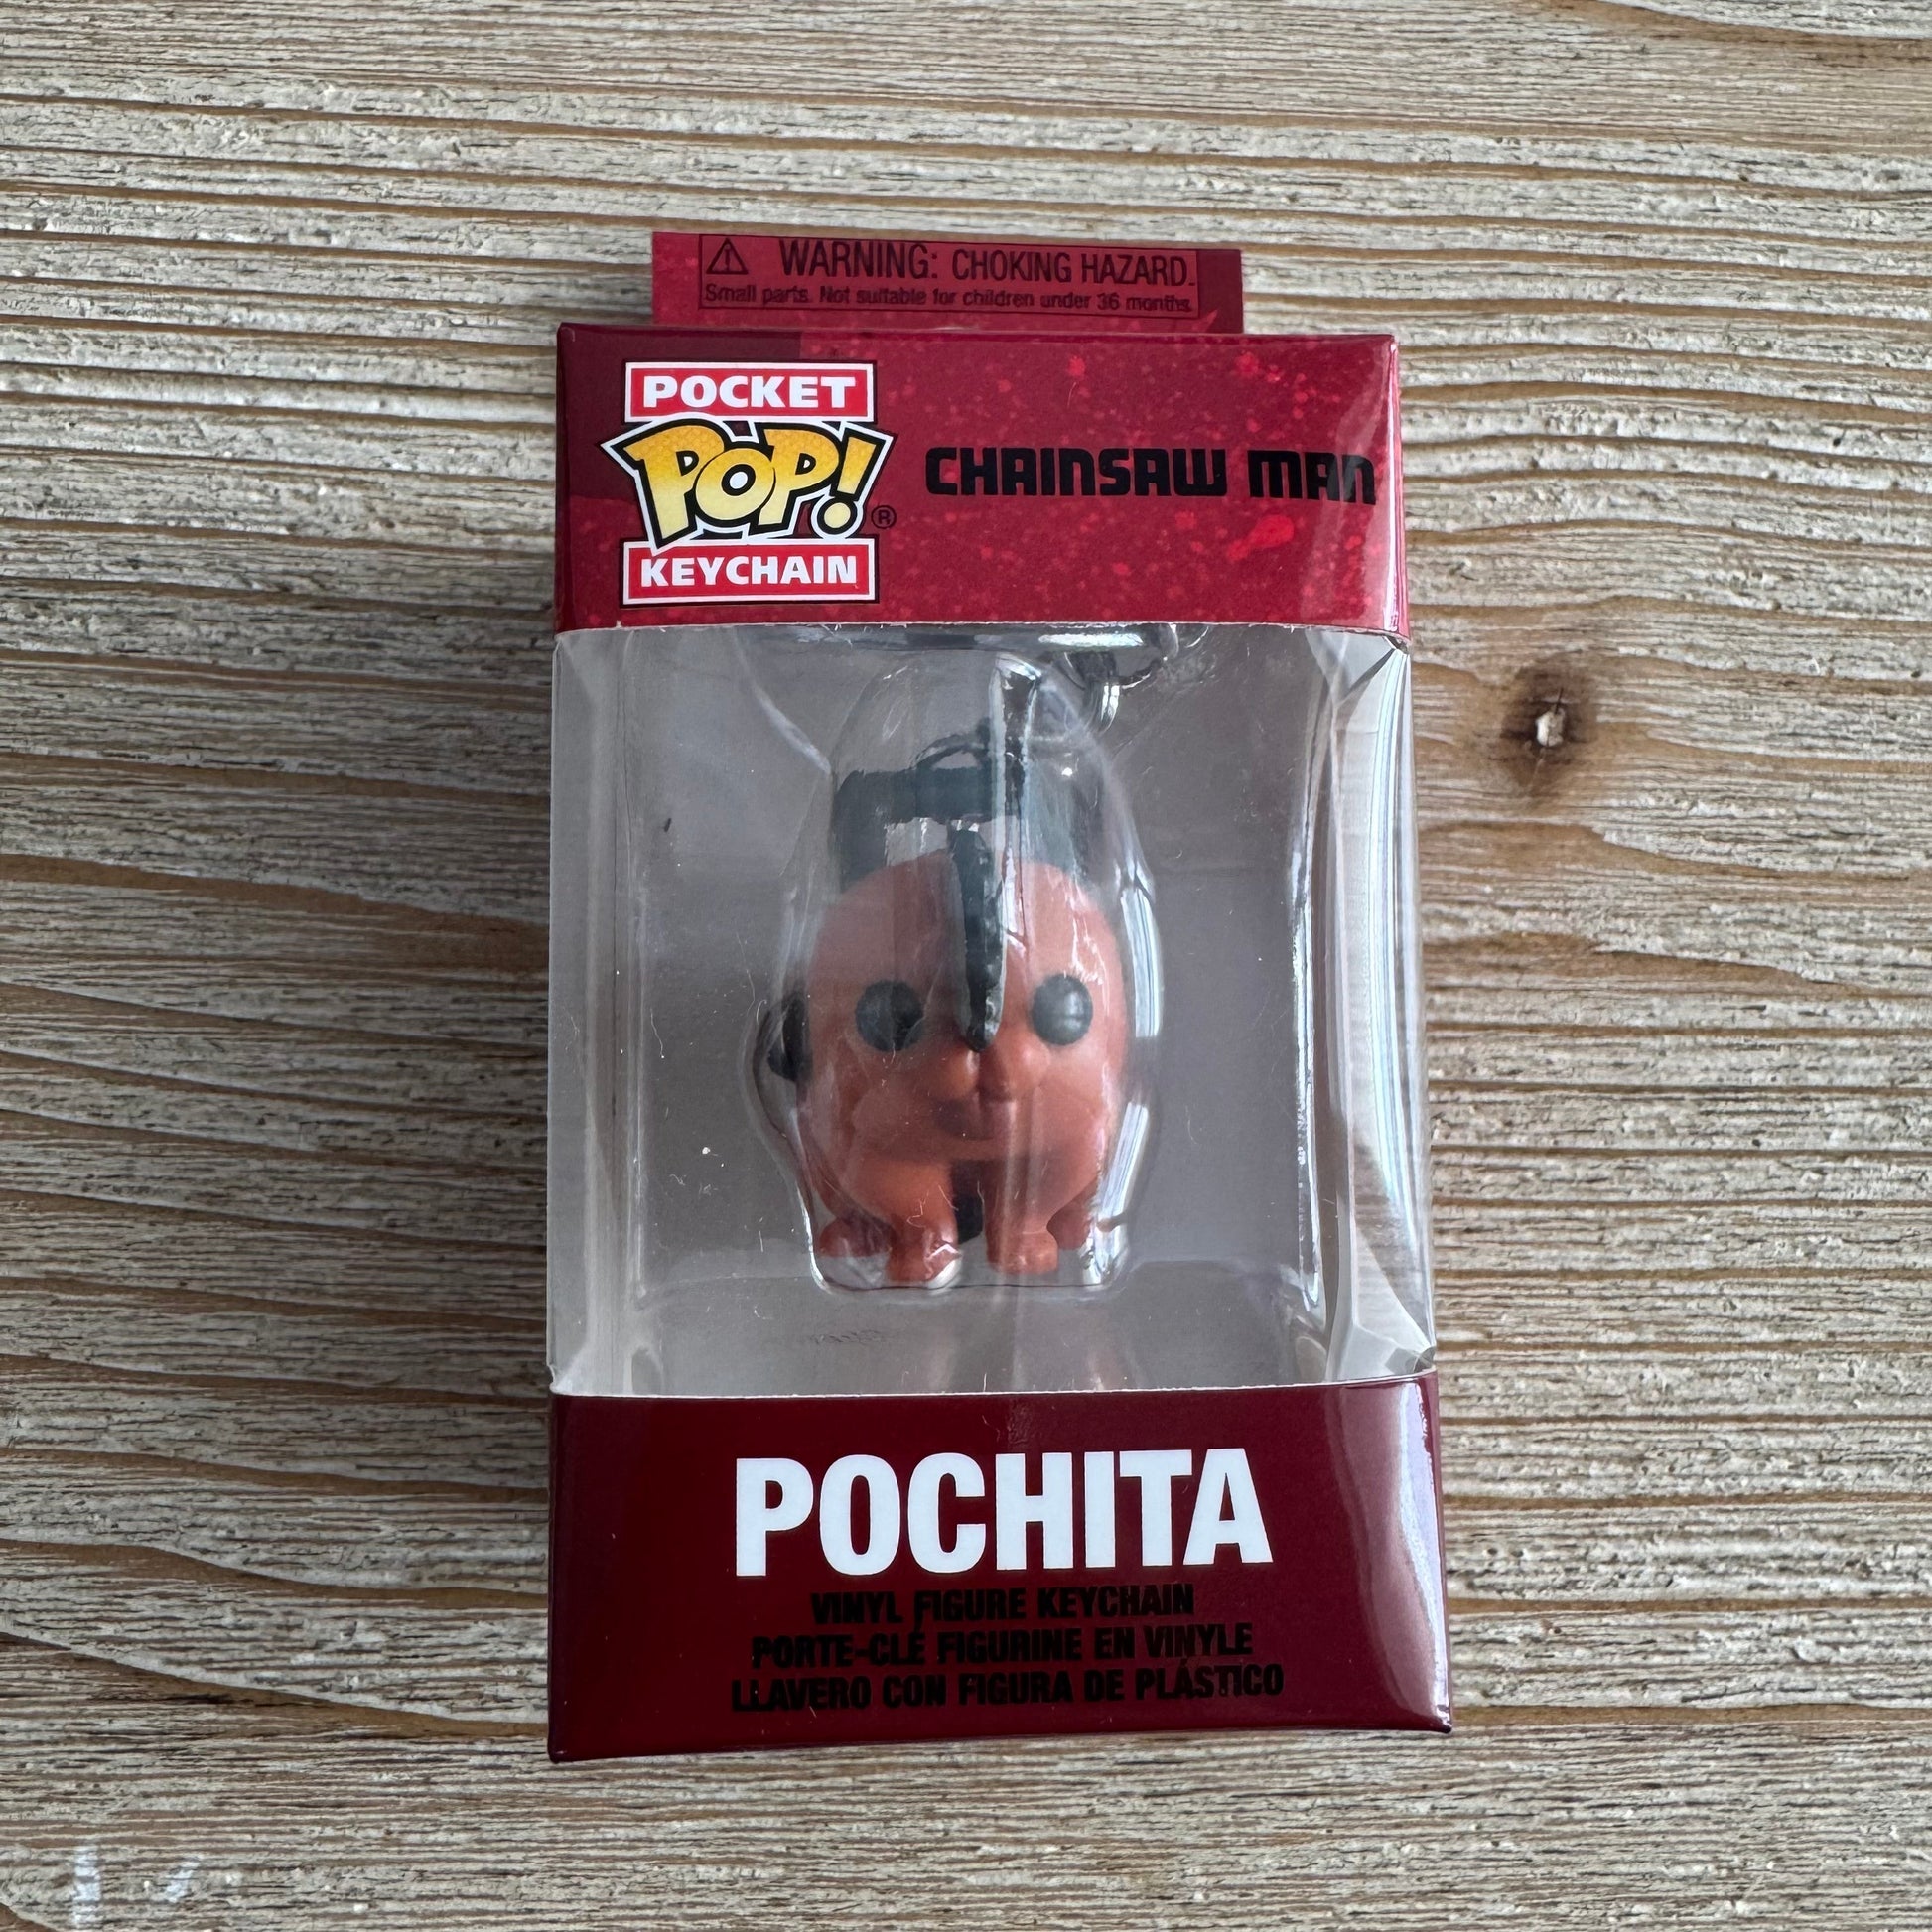 WARNING: CHOKING HAZARD.
Small parts. Not suitable for children under 36 months.
POCKET
POP!®
KEYCHAIN
CHAINSAW MAN
POCHITA
VINYL FIGURE KEYCHAIN
PORTE-CLÉ FIGURINE EN VINYLE
LLAVERO CON FIGURA DE PLÁSTICO